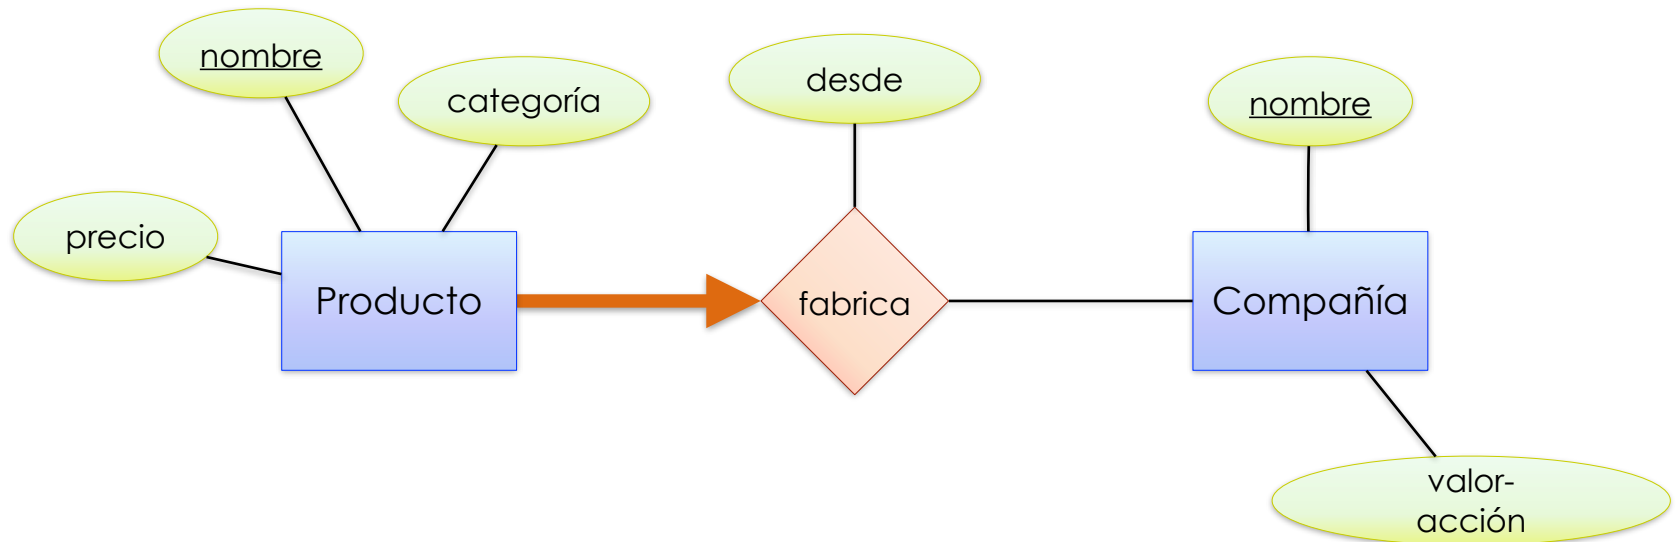 nombre
categoría
desde
nombre
precio
Producto
fabrica
Compañía
valor-
acción